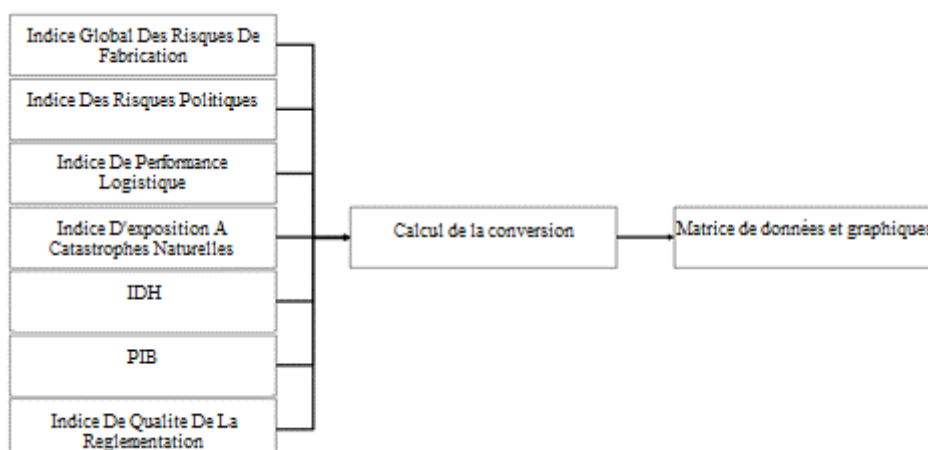 Indice Global Des Risques De
Fabrication
Indice Des Risques Politiques
Indice De Performance
Logistique
Indice D'exposition A
Catastrophes Naturelles
IDH
PIB
Indice De Qualite De La
Reglementation
Calcul de la conversion
Matrice de données et graphiques